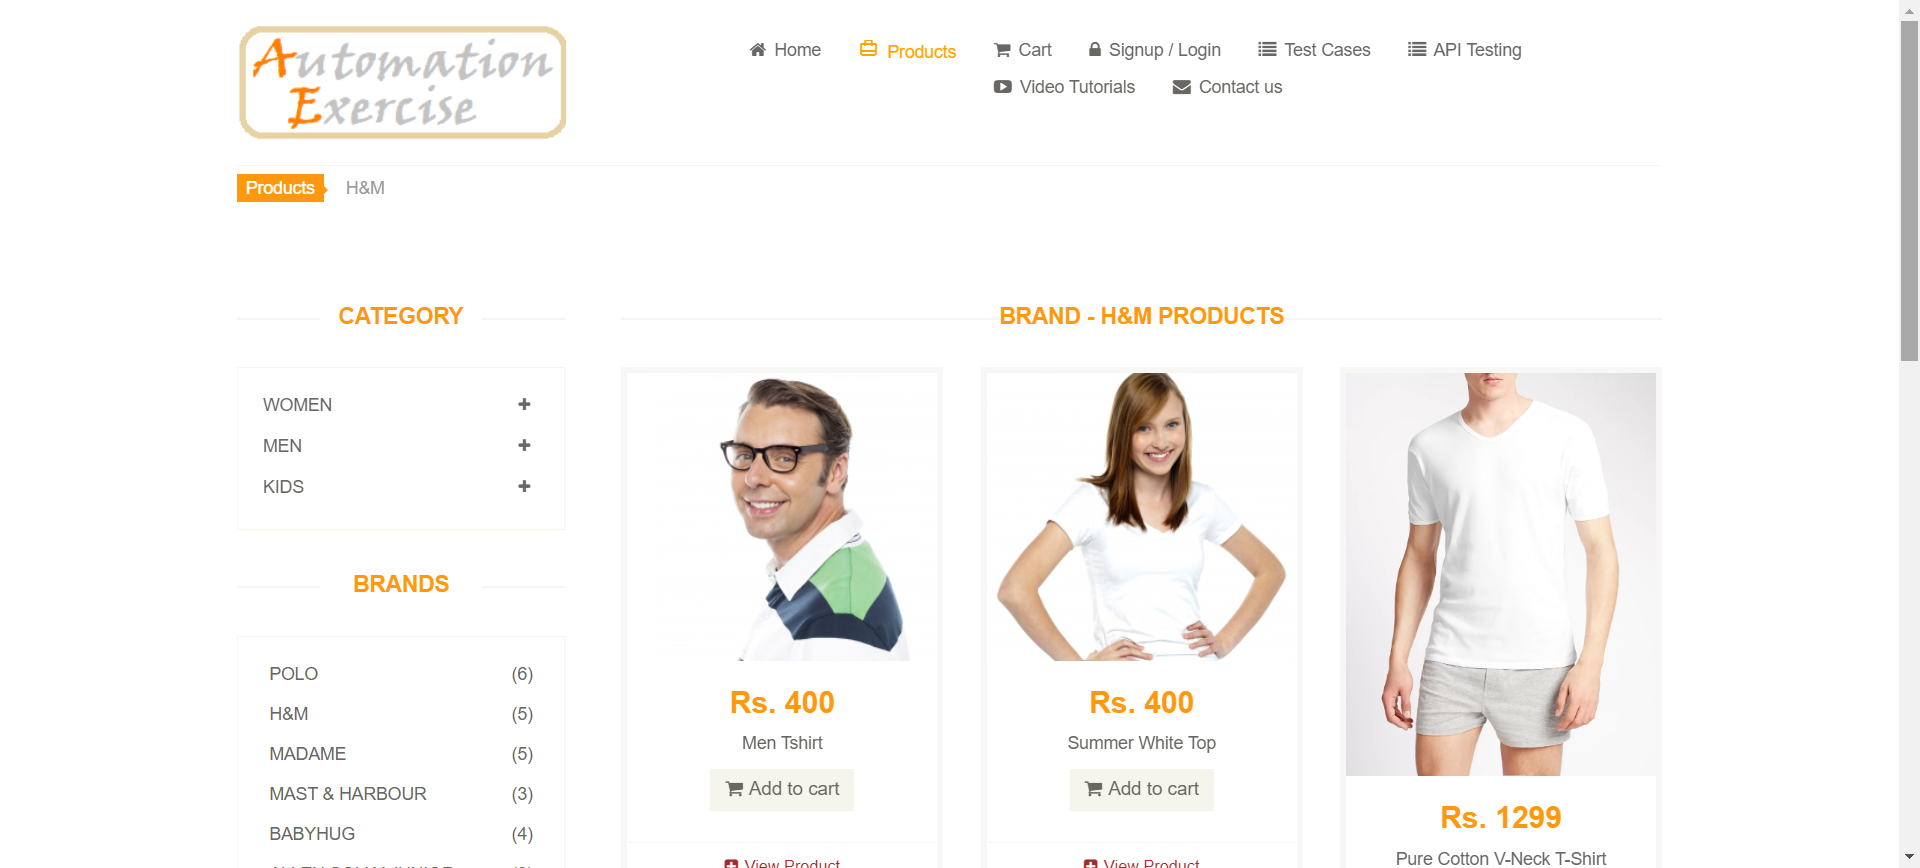 Automation
Exercise
Home
Products
Cart
Signup / Login
Test Cases
API Testing
Video Tutorials
Contact us
Products
H&M
CATEGORY
WOMEN
MEN
KIDS
BRANDS
POLO (6)
H&M (5)
MADAME (5)
MAST & HARBOUR (3)
BABYHUG (4)
BRAND - H&M PRODUCTS
Rs. 400
Men Tshirt
Add to cart
View Product
Rs. 400
Summer White Top
Add to cart
View Product
Rs. 1299
Pure Cotton V-Neck T-Shirt